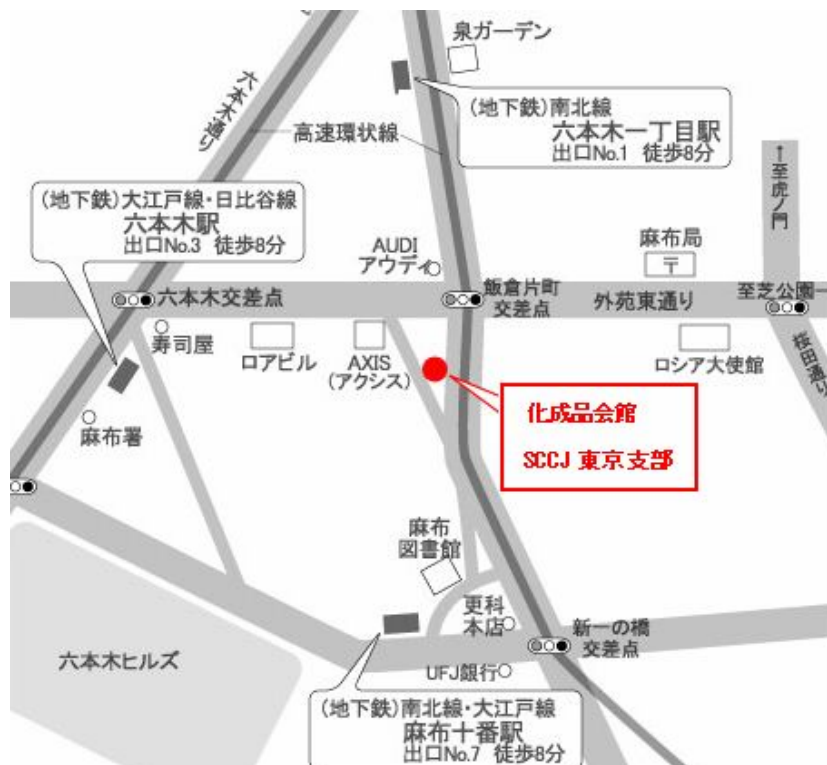 泉ガーデン
六本木通り
高速環状線
(地下鉄)南北線
六本木一丁目駅
出口No.1 徒歩8分
↑至虎ノ門
(地下鉄)大江戸線・日比谷線
六本木駅
出口No.3 徒歩8分
AUDI
アウディ
麻布局
〒
六本木交差点
飯倉片町
交差点
外苑東通り
至芝公園→
寿司屋
ロアビル
AXIS
(アクシス)
ロシア大使館
桜田通り
麻布署
化成品会館
SCCJ 東京支部
麻布
図書館
更科
本店
新一の橋
交差点
六本木ヒルズ
UFJ銀行
(地下鉄)南北線・大江戸線
麻布十番駅
出口No.7 徒歩8分